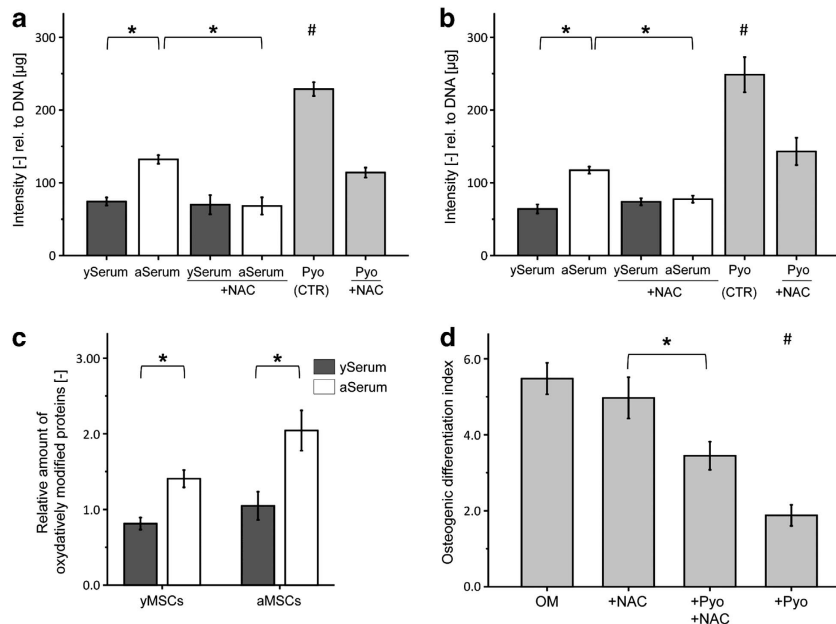 a
Intensity [-] rel. to DNA [µg]
300
200
100
0
* * #
ySerum aSerum ySerum aSerum Pyo Pyo
+NAC (CTR) +NAC
b
Intensity [-] rel. to DNA [µg]
300
200
100
0
* * #
ySerum aSerum ySerum aSerum Pyo Pyo
+NAC (CTR) +NAC
c
Relative amount of
oxydatively modified proteins [-]
3.00
2.0
1.0
0.0
* *
ySerum
aSerum
yMSCs aMSCs
d
Osteogenic differentiation index
6.0
4.0
2.0
0.0
* #
OM +NAC +Pyo +Pyo
+NAC